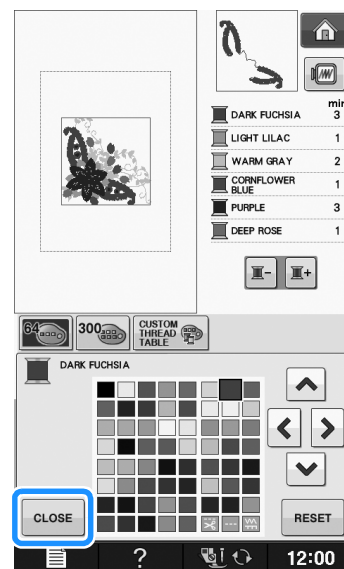 min
DARK FUCHSIA 3
LIGHT LILAC 1
WARM GRAY 2
CORNFLOWER
BLUE 1
PURPLE 3
DEEP ROSE 1
- +
64 300 CUSTOM
THREAD
TABLE
DARK FUCHSIA
CLOSE RESET
? 12:00